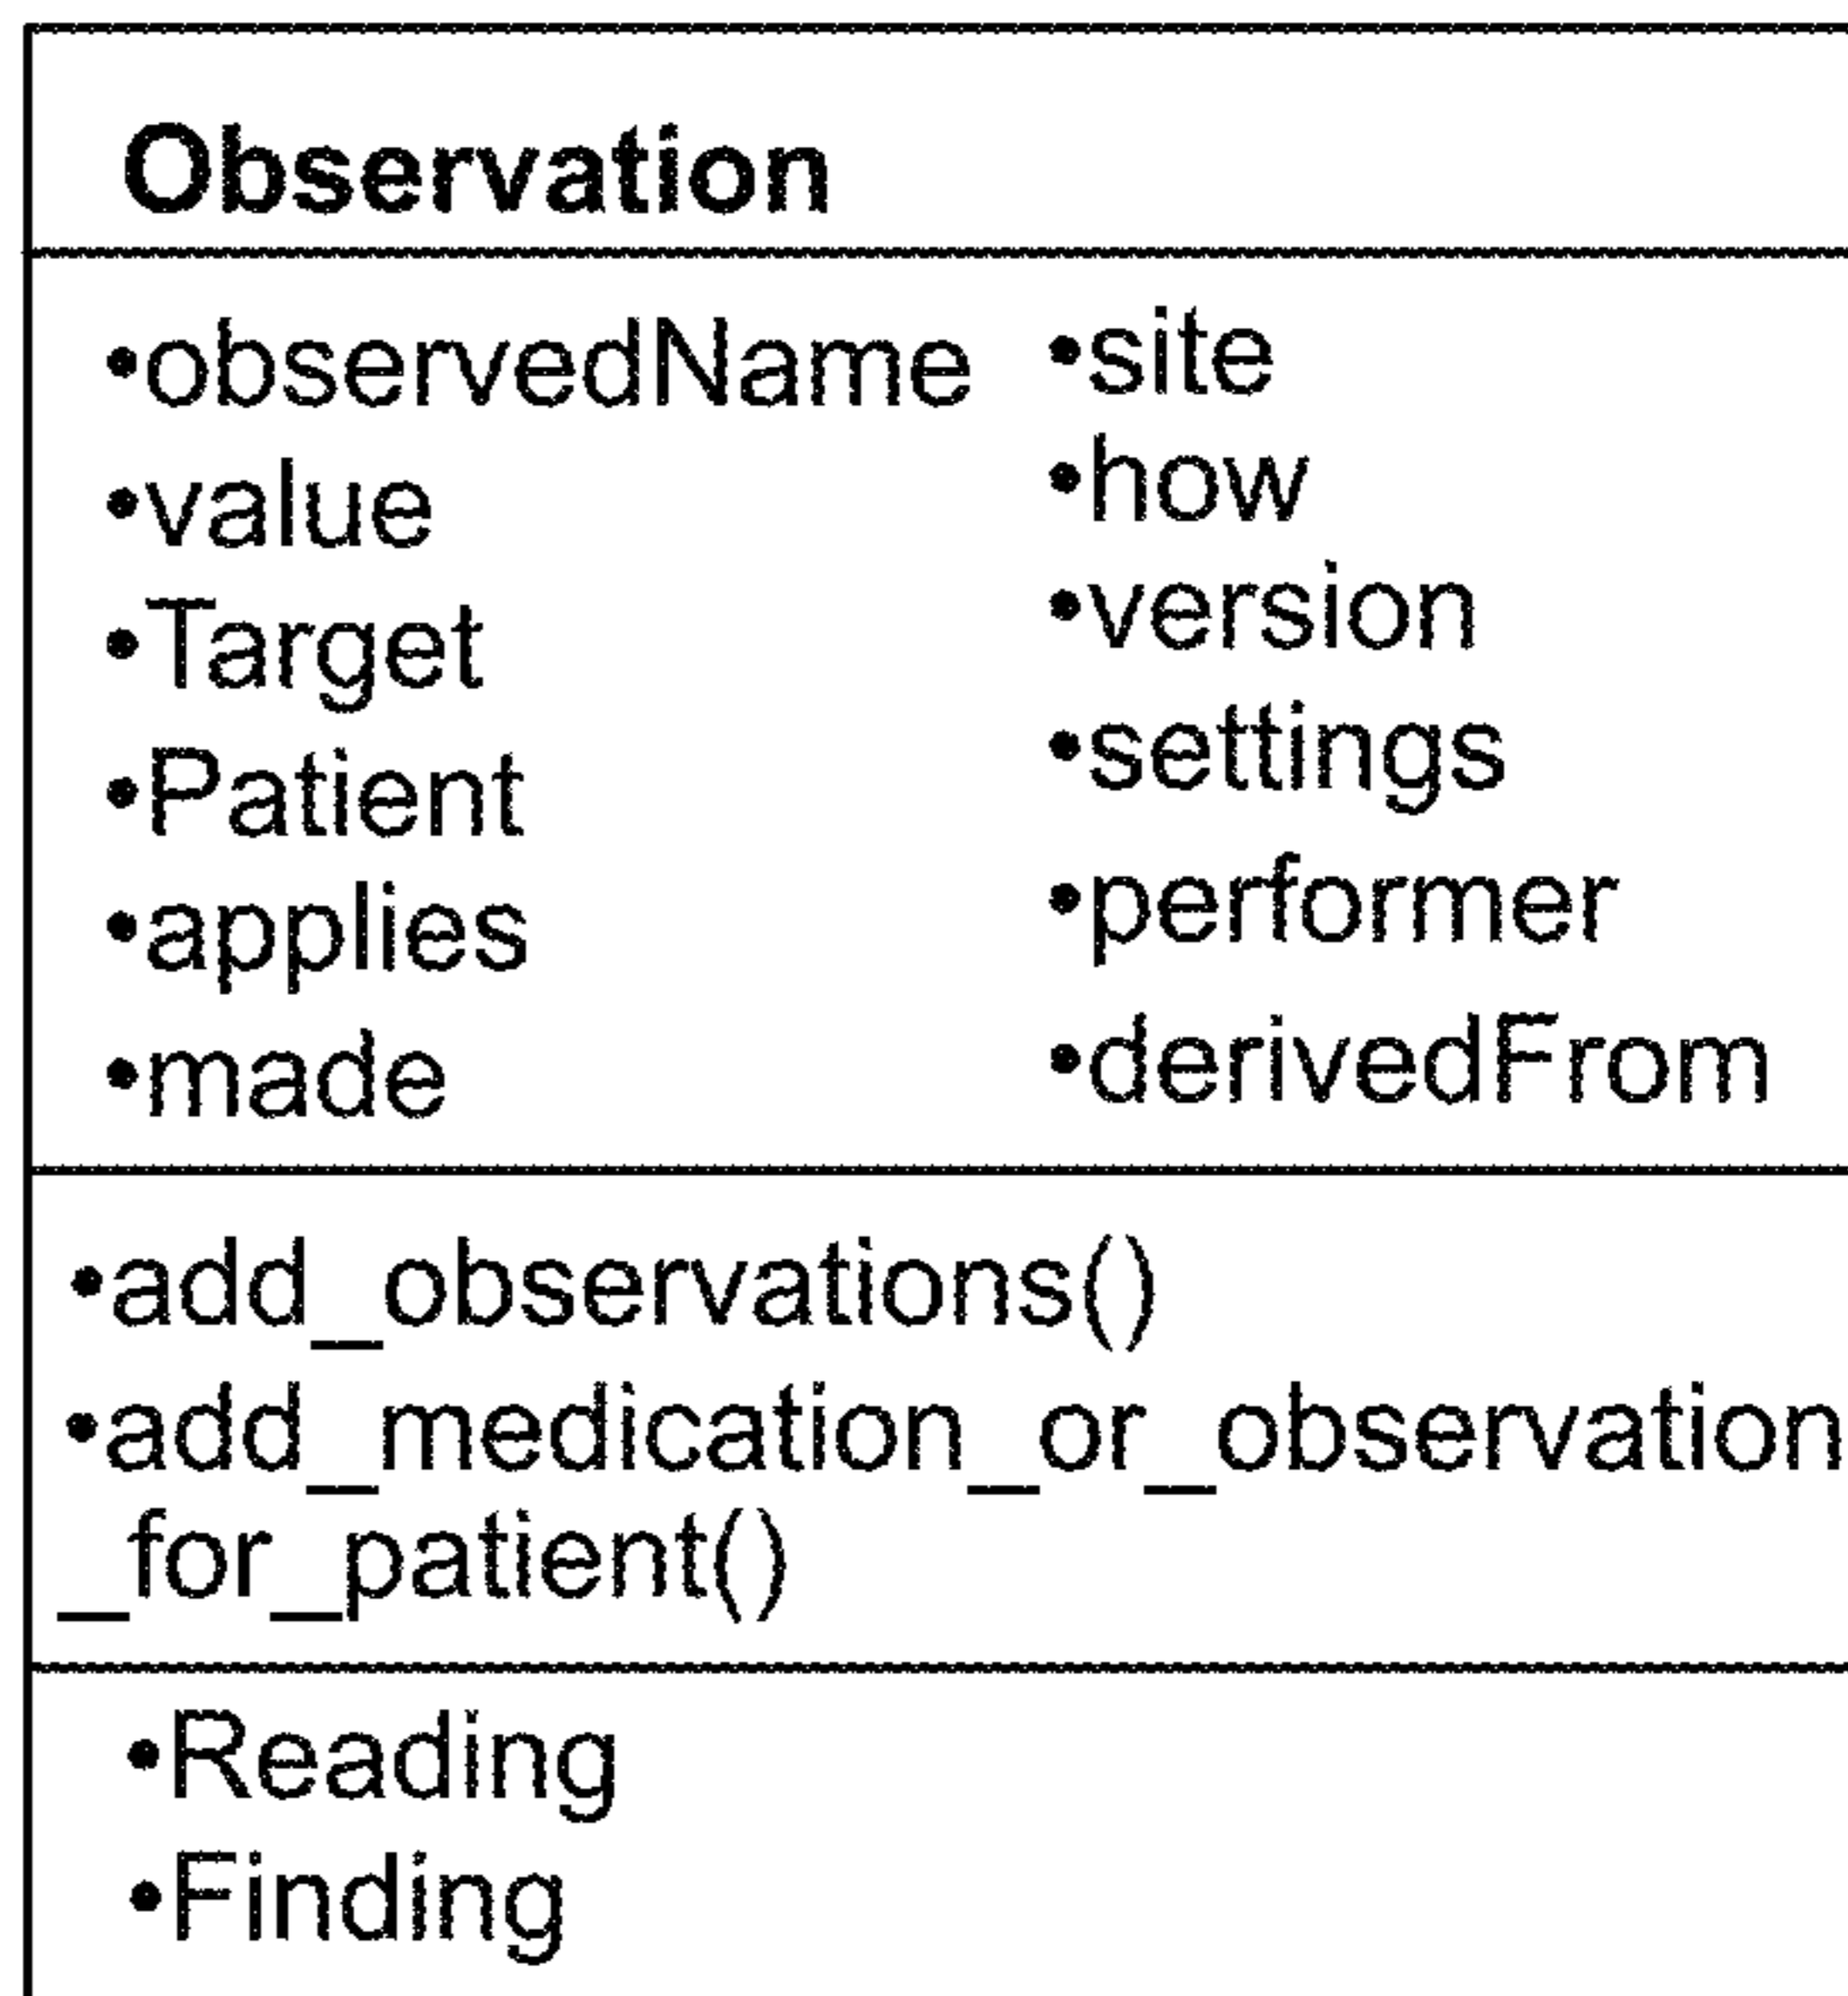 Observation
•observedName
•value
•Target
•Patient
•applies
•made
•site
•how
•version
•settings
•performer
•derivedFrom
•add_observations()
•add_medication_or_observation
_for_patient()
•Reading
•Finding